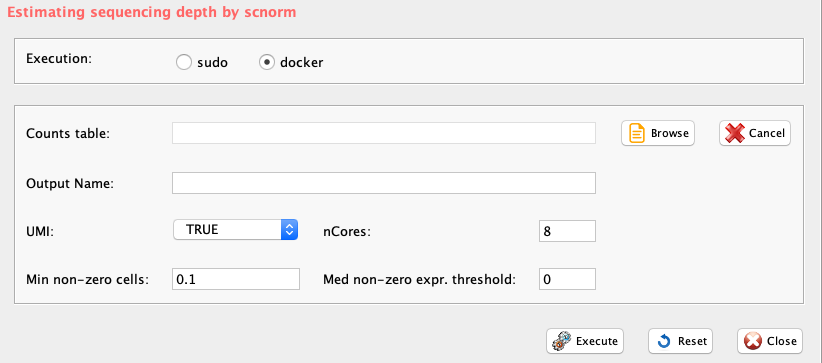 Estimating sequencing depth by scnorm
Execution: sudo docker
Counts table: Browse Cancel
Output Name:
UMI: TRUE nCores: 8
Min non-zero cells: 0.1 Med non-zero expr. threshold: 0
Execute Reset Close